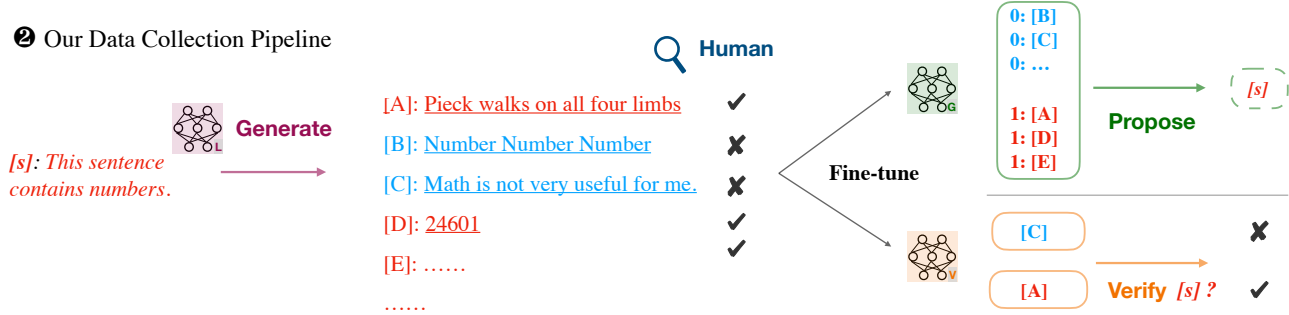 ❷ Our Data Collection Pipeline
[s]: This sentence
contains numbers.
L
Generate
Human
[A]: Pieck walks on all four limbs ✔
[B]: Number Number Number ✘
[C]: Math is not very useful for me. ✘
[D]: 24601 ✔
[E]: …… ✔
……
Fine-tune
G
0: [B]
0: [C]
0: …
1: [A]
1: [D]
1: [E]
Propose
[s]
V
[C] ✘
[A] ✔
Verify [s] ?